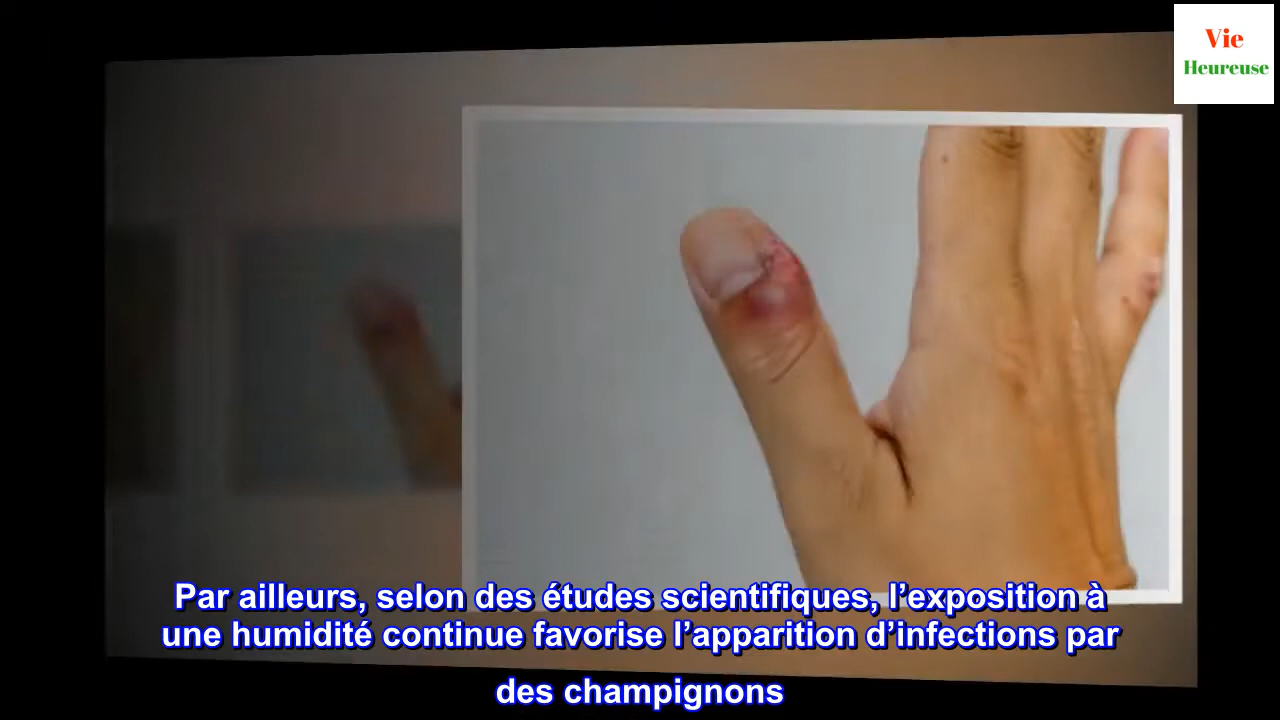 Vie
Heureuse
Par ailleurs, selon des études scientifiques, l’exposition à
une humidité continue favorise l’apparition d’infections par
des champignons